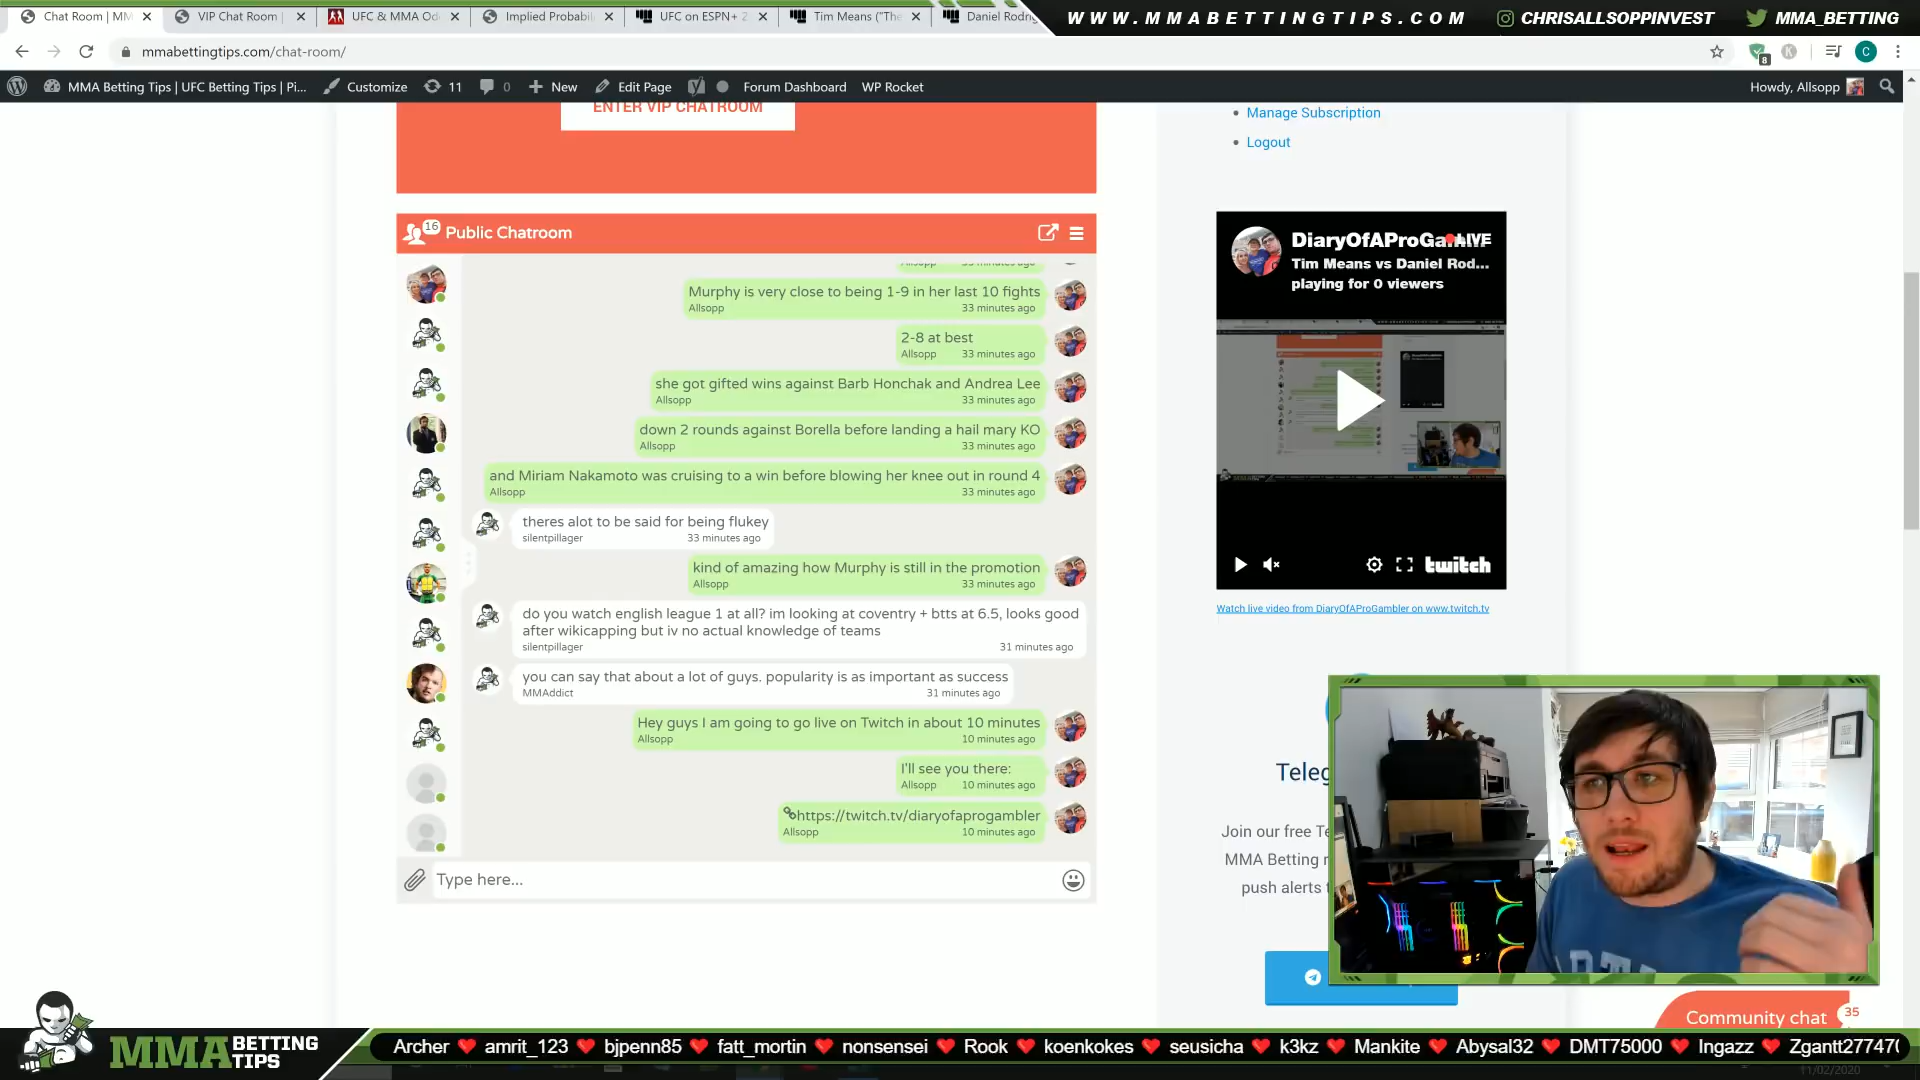 Chat Room | MM
VIP Chat Room |
UFC & MMA Od
Implied Probabil
UFC on ESPN+ 2
Tim Means ("The
Daniel Rodrig
WWW.MMABETTINGTIPS.COM
CHRISALLSOPPINVEST
MMA_BETTING
mmabettingtips.com/chat-room/
8
K
C
MMA Betting Tips | UFC Betting Tips | Pi...
Customize
11
0
New
Edit Page
Forum Dashboard
WP Rocket
Howdy, Allsopp
ENTER VIP CHATROOM
Manage Subscription
Logout
16
Public Chatroom
Allsopp 33 minutes ago
Murphy is very close to being 1-9 in her last 10 fights
Allsopp 33 minutes ago
2-8 at best
Allsopp 33 minutes ago
she got gifted wins against Barb Honchak and Andrea Lee
Allsopp 33 minutes ago
down 2 rounds against Borella before landing a hail mary KO
Allsopp 33 minutes ago
and Miriam Nakamoto was cruising to a win before blowing her knee out in round 4
Allsopp 33 minutes ago
theres alot to be said for being flukey
silentpillager 33 minutes ago
kind of amazing how Murphy is still in the promotion
Allsopp 33 minutes ago
do you watch english league 1 at all? im looking at coventry + btts at 6.5, looks good
after wikicapping but iv no actual knowledge of teams
silentpillager 31 minutes ago
you can say that about a lot of guys. popularity is as important as success
MMAddict 31 minutes ago
Hey guys I am going to go live on Twitch in about 10 minutes
Allsopp 10 minutes ago
I'll see you there:
Allsopp 10 minutes ago
https://twitch.tv/diaryofaprogambler
Allsopp 10 minutes ago
Type here...
DiaryOfAProGam...
LIVE
Tim Means vs Daniel Rod...
playing for 0 viewers
twitch
Watch live video from DiaryOfAProGambler on www.twitch.tv
Teleg
Join our free Te
MMA Betting
push alerts t
Community chat
35
MMA BETTING TIPS
Archer amrit_123 bjpenn85 fatt_mortin nonsensei Rook koenkokes seusicha k3kz Mankite Abysal32 DMT75000 Ingazz Zgantt27747
11/02/2020